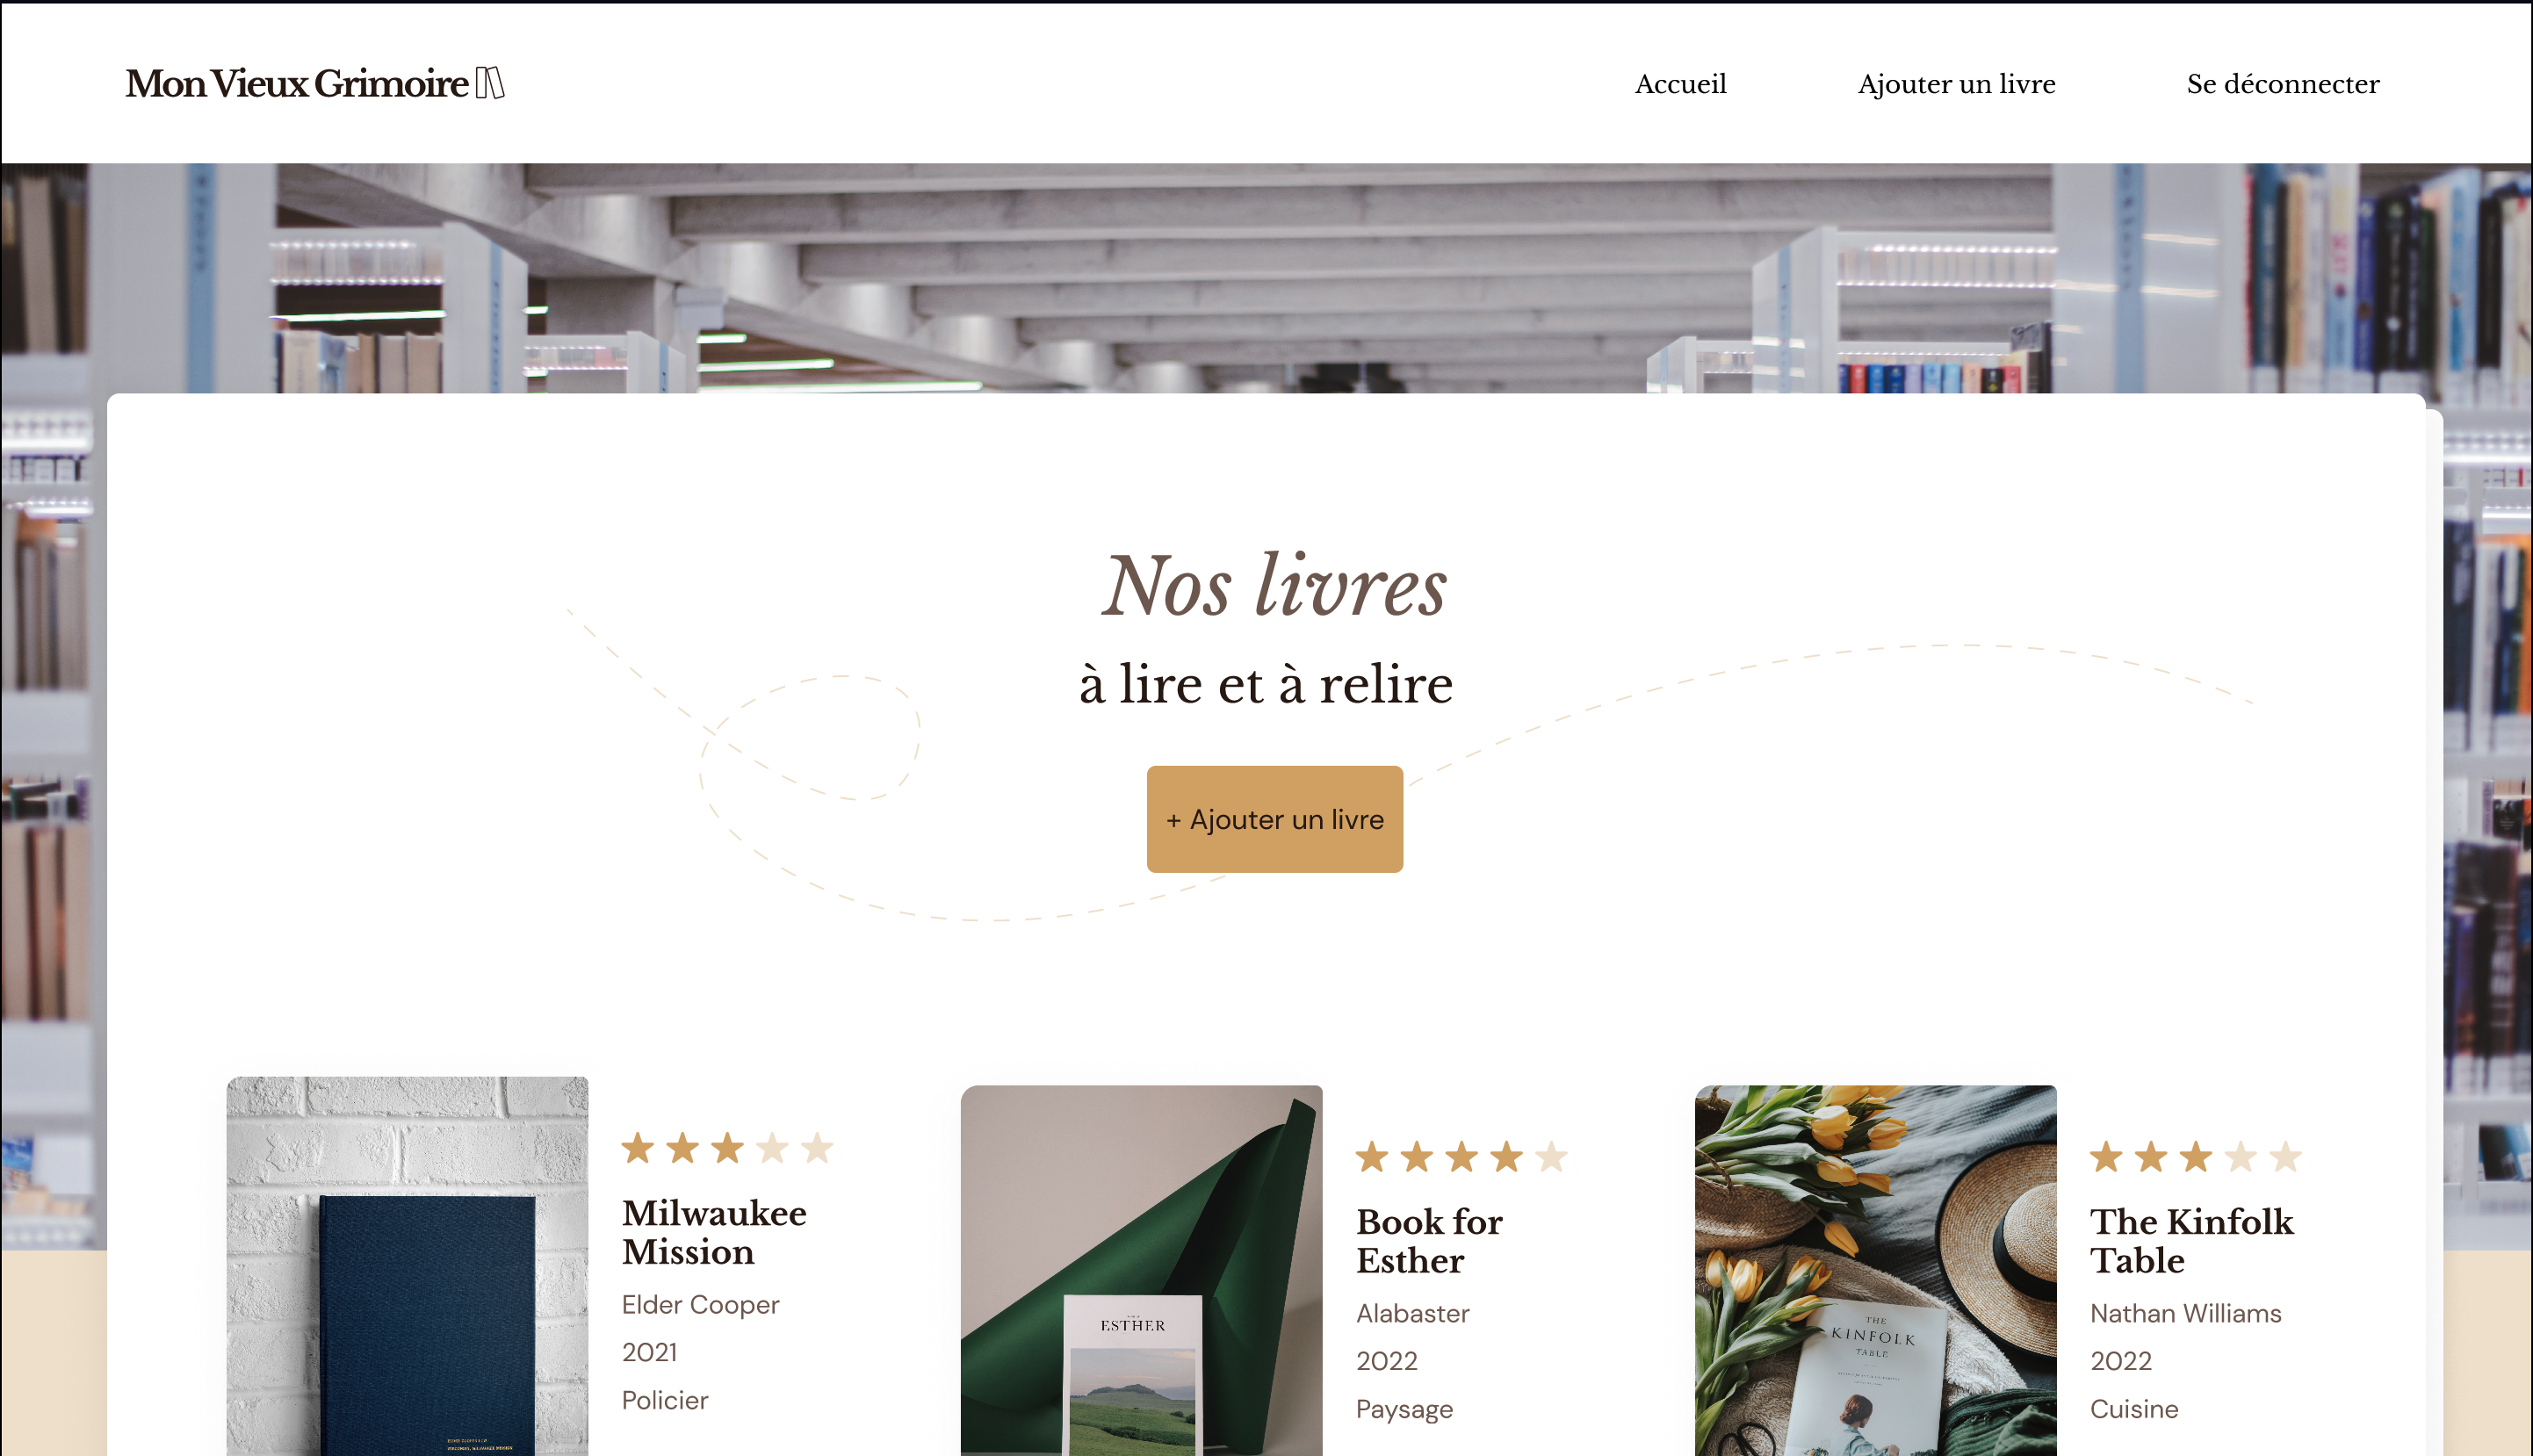 Mon Vieux Grimoire
Accueil
Ajouter un livre
Se déconnecter
Nos livres
à lire et à relire
+ Ajouter un livre
Milwaukee
Mission
Elder Cooper
2021
Policier
ESTHER
Book for
Esther
Alabaster
2022
Paysage
THE
KINFOLK
TABLE
The Kinfolk
Table
Nathan Williams
2022
Cuisine